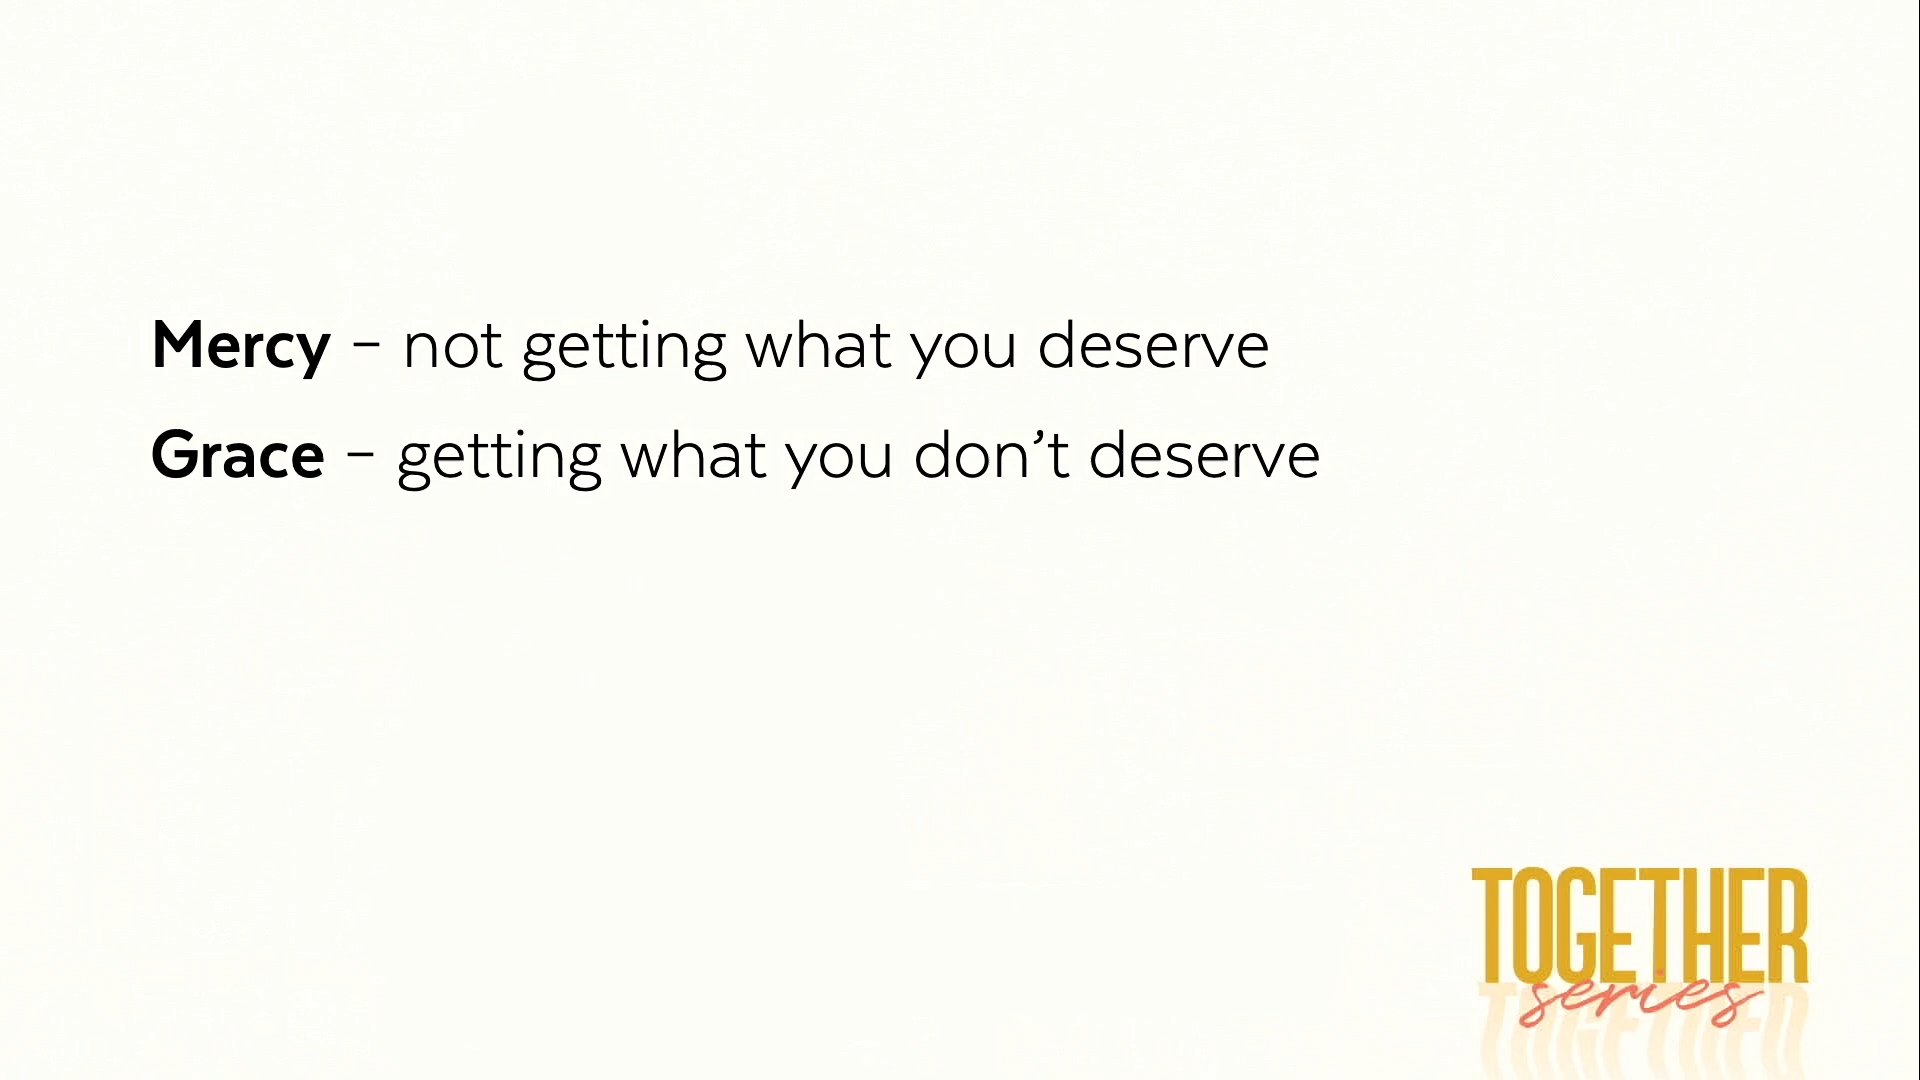 Mercy – not getting what you deserve
Grace – getting what you don’t deserve
TOGETHER
series